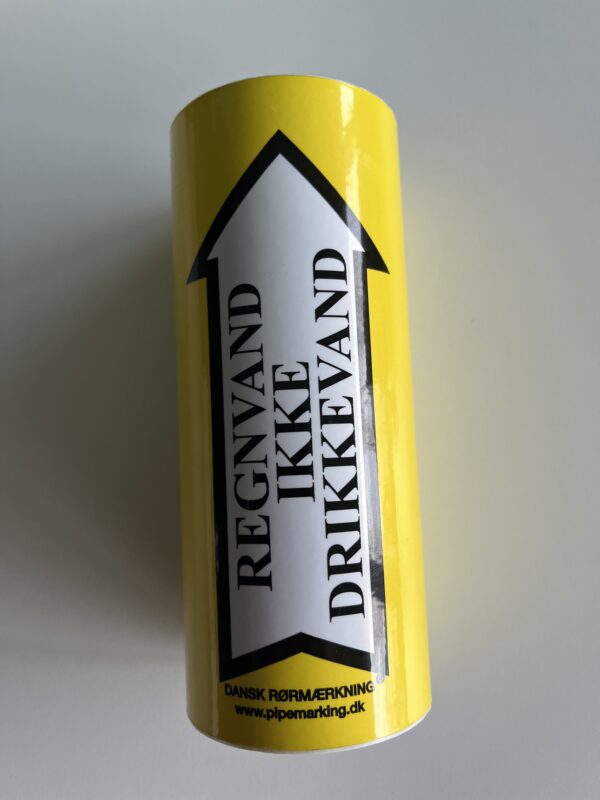 REGNVAND
IKKE
DRIKKEVAND
DANSK RØRMÆRKNING®
www.pipemarking.dk